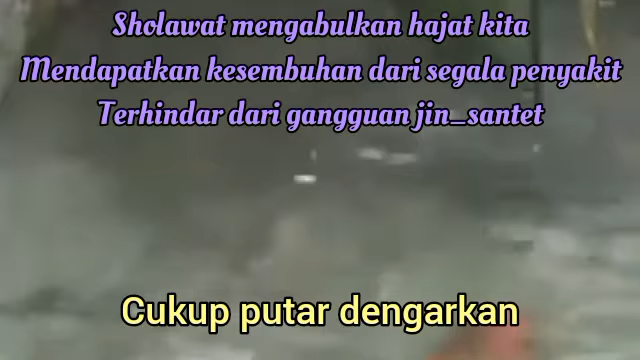 Sholawat mengabulkan hajat kita
Mendapatkan kesembuhan dari segala penyakit
Terhindar dari gangguan jin_santet
Cukup putar dengarkan